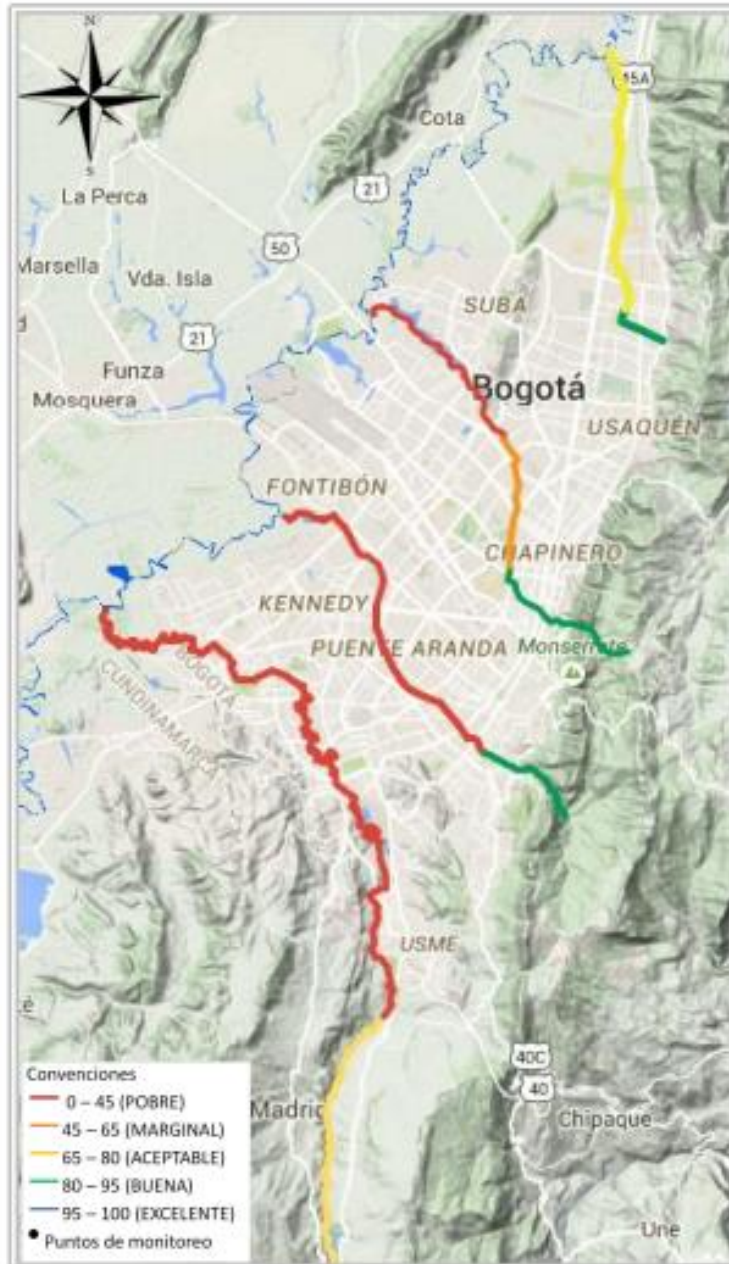 N
45A
Cota
La Perca
21
50
Marsella
Vda. Isla
SUBA
21
Funza
Bogotá
Mosquera
USAQUÉN
FONTIBÓN
CHAPINERO
KENNEDY
PUENTE ARANDA
Monserrate
BOGOTÁ
CUNDINAMARCA
S
USME
40C
40
Convenciones
0 – 45 (POBRE)
Madrid
45 – 65 (MARGINAL)
Chipaque
65 – 80 (ACEPTABLE)
80 – 95 (BUENA)
95 – 100 (EXCELENTE)
Puntos de monitoreo
Une